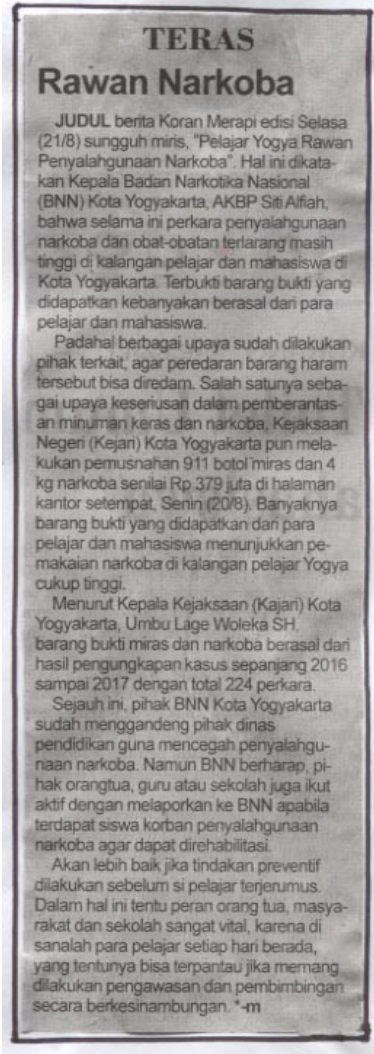 TERAS
Rawan Narkoba
JUDUL berita Koran Merapi edisi Selasa
(21/8) sungguh miris, "Pelajar Yogya Rawan
Penyalahgunaan Narkoba". Hal ini dikata-
kan Kepala Badan Narkotika Nasional
(BNN) Kota Yogyakarta, AKBP Siti Alfiah,
bahwa selama ini perkara penyalahgunaan
narkoba dan obat-obatan terlarang masih
tinggi di kalangan pelajar dan mahasiswa di
Kota Yogyakarta. Terbukti barang bukti yang
didapatkan kebanyakan berasal dari para
pelajar dan mahasiswa.
Padahal berbagai upaya sudah dilakukan
pihak terkait, agar peredaran barang haram
tersebut bisa diredam. Salah satunya seba-
gai upaya keseriusan dalam pemberantas-
an minuman keras dan narkoba, Kejaksaan
Negeri (Kejari) Kota Yogyakarta pun mela-
kukan pemusnahan 911 botol miras dan 4
kg narkoba senilai Rp 379 juta di halaman
kantor setempat, Senin (20/8). Banyaknya
barang bukti yang didapatkan dari para
pelajar dan mahasiswa menunjukkan pe-
makaian narkoba di kalangan pelajar Yogya
cukup tinggi.
Menurut Kepala Kejaksaan (Kajari) Kota
Yogyakarta, Umbu Lage Woleka SH,
barang bukti miras dan narkoba berasal dari
hasil pengungkapan kasus sepanjang 2016
sampai 2017 dengan total 224 perkara.
Sejauh ini, pihak BNN Kota Yogyakarta
sudah menggandeng pihak dinas
pendidikan guna mencegah penyalahgu-
naan narkoba. Namun BNN berharap, pi-
hak orangtua, guru atau sekolah juga ikut
aktif dengan melaporkan ke BNN apabila
terdapat siswa korban penyalahgunaan
narkoba agar dapat direhabilitasi.
Akan lebih baik jika tindakan preventif
dilakukan sebelum si pelajar terjerumus.
Dalam hal ini tentu peran orang tua, masya-
rakat dan sekolah sangat vital, karena di
sanalah para pelajar setiap hari berada,
yang tentunya bisa terpantau jika memang
dilakukan pengawasan dan pembimbingan
secara berkesinambungan. *-m